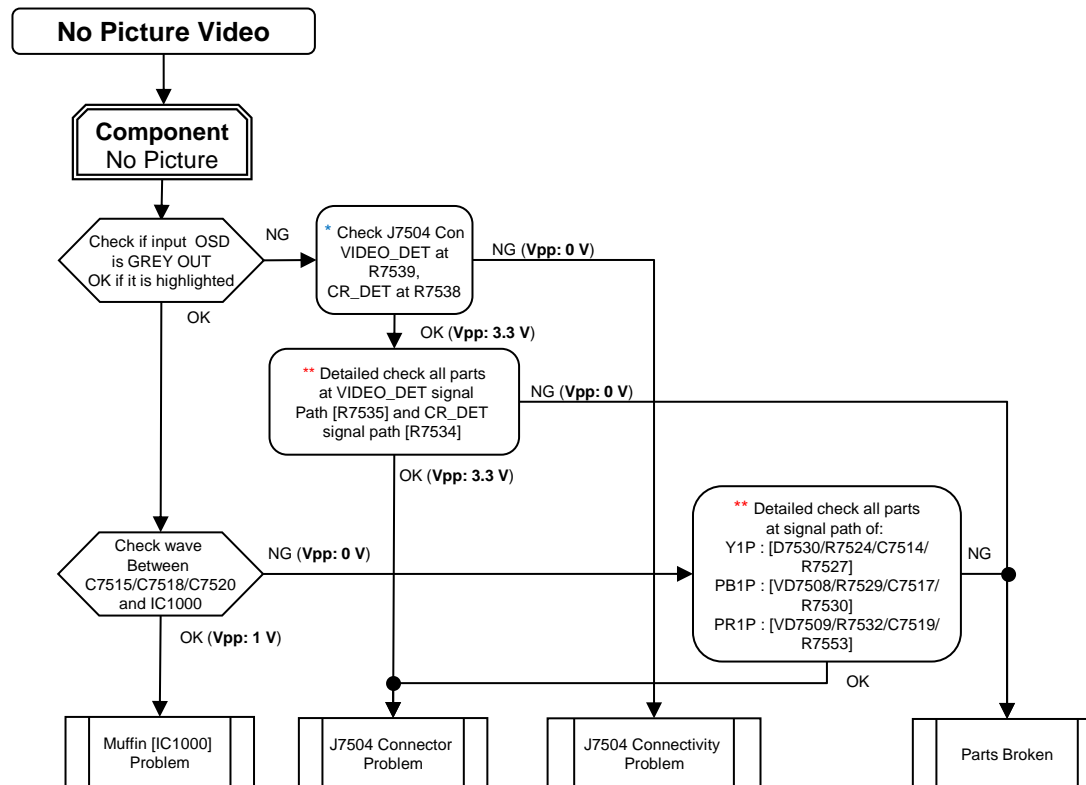 No Picture Video
Component
No Picture
Check if input OSD
is GREY OUT
OK if it is highlighted
NG
* Check J7504 Con
VIDEO_DET at
R7539,
CR_DET at R7538
NG (Vpp: 0 V)
OK
OK (Vpp: 3.3 V)
** Detailed check all parts
at VIDEO_DET signal
Path [R7535] and CR_DET
signal path [R7534]
NG (Vpp: 0 V)
OK (Vpp: 3.3 V)
Check wave
Between
C7515/C7518/C7520
and IC1000
NG (Vpp: 0 V)
** Detailed check all parts
at signal path of:
Y1P : [D7530/R7524/C7514/
R7527]
PB1P : [VD7508/R7529/C7517/
R7530]
PR1P : [VD7509/R7532/C7519/
R7553]
NG
OK (Vpp: 1 V)
OK
Muffin [IC1000]
Problem
J7504 Connector
Problem
J7504 Connectivity
Problem
Parts Broken